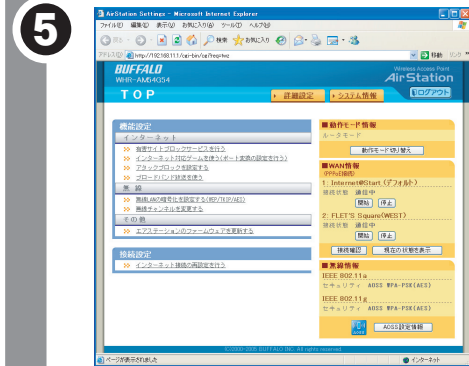 5
AirStation Settings - Microsoft Internet Explorer
ファイル(F) 編集(E) 表示(V) お気に入り(A) ツール(T) ヘルプ(H)
戻る 検索 お気に入り
アドレス(D) http://192.168.11.1/cgi-bin/cgi?req=twz 移動 リンク
BUFFALO
WHR-AM54G54
Wireless Access Point
AirStation
TOP
詳細設定 システム情報 ログアウト
機能設定
インターネット
有害サイトブロックサービスを行う
インターネット対応ゲームを使う(ポート変換の設定を行う)
アタックブロックを設定する
ブロードバンド放送を使う
無 線
無線LANの暗号化を設定する(WEP/TKIP/AES)
無線チャンネルを変更する
その他
エアステーションのファームウェアを更新する
接続設定
インターネット接続の再設定を行う
■動作モード情報
ルータモード
動作モード切り替え
■WAN情報
(PPPoE接続)
1: Internet@Start (デフォルト)
接続状態 通信中
開始 停止
2: FLET'S Square(WEST)
接続状態 通信中
開始 停止
接続確認 現在の状態を表示
■無線情報
IEEE 802.11a
セキュリティ AOSS WPA-PSK(AES)
IEEE 802.11g
セキュリティ AOSS WPA-PSK(AES)
AOSS
AOSS設定情報
(C)2000-2005 BUFFALO INC. All rights reserved.
ページが表示されました インターネット